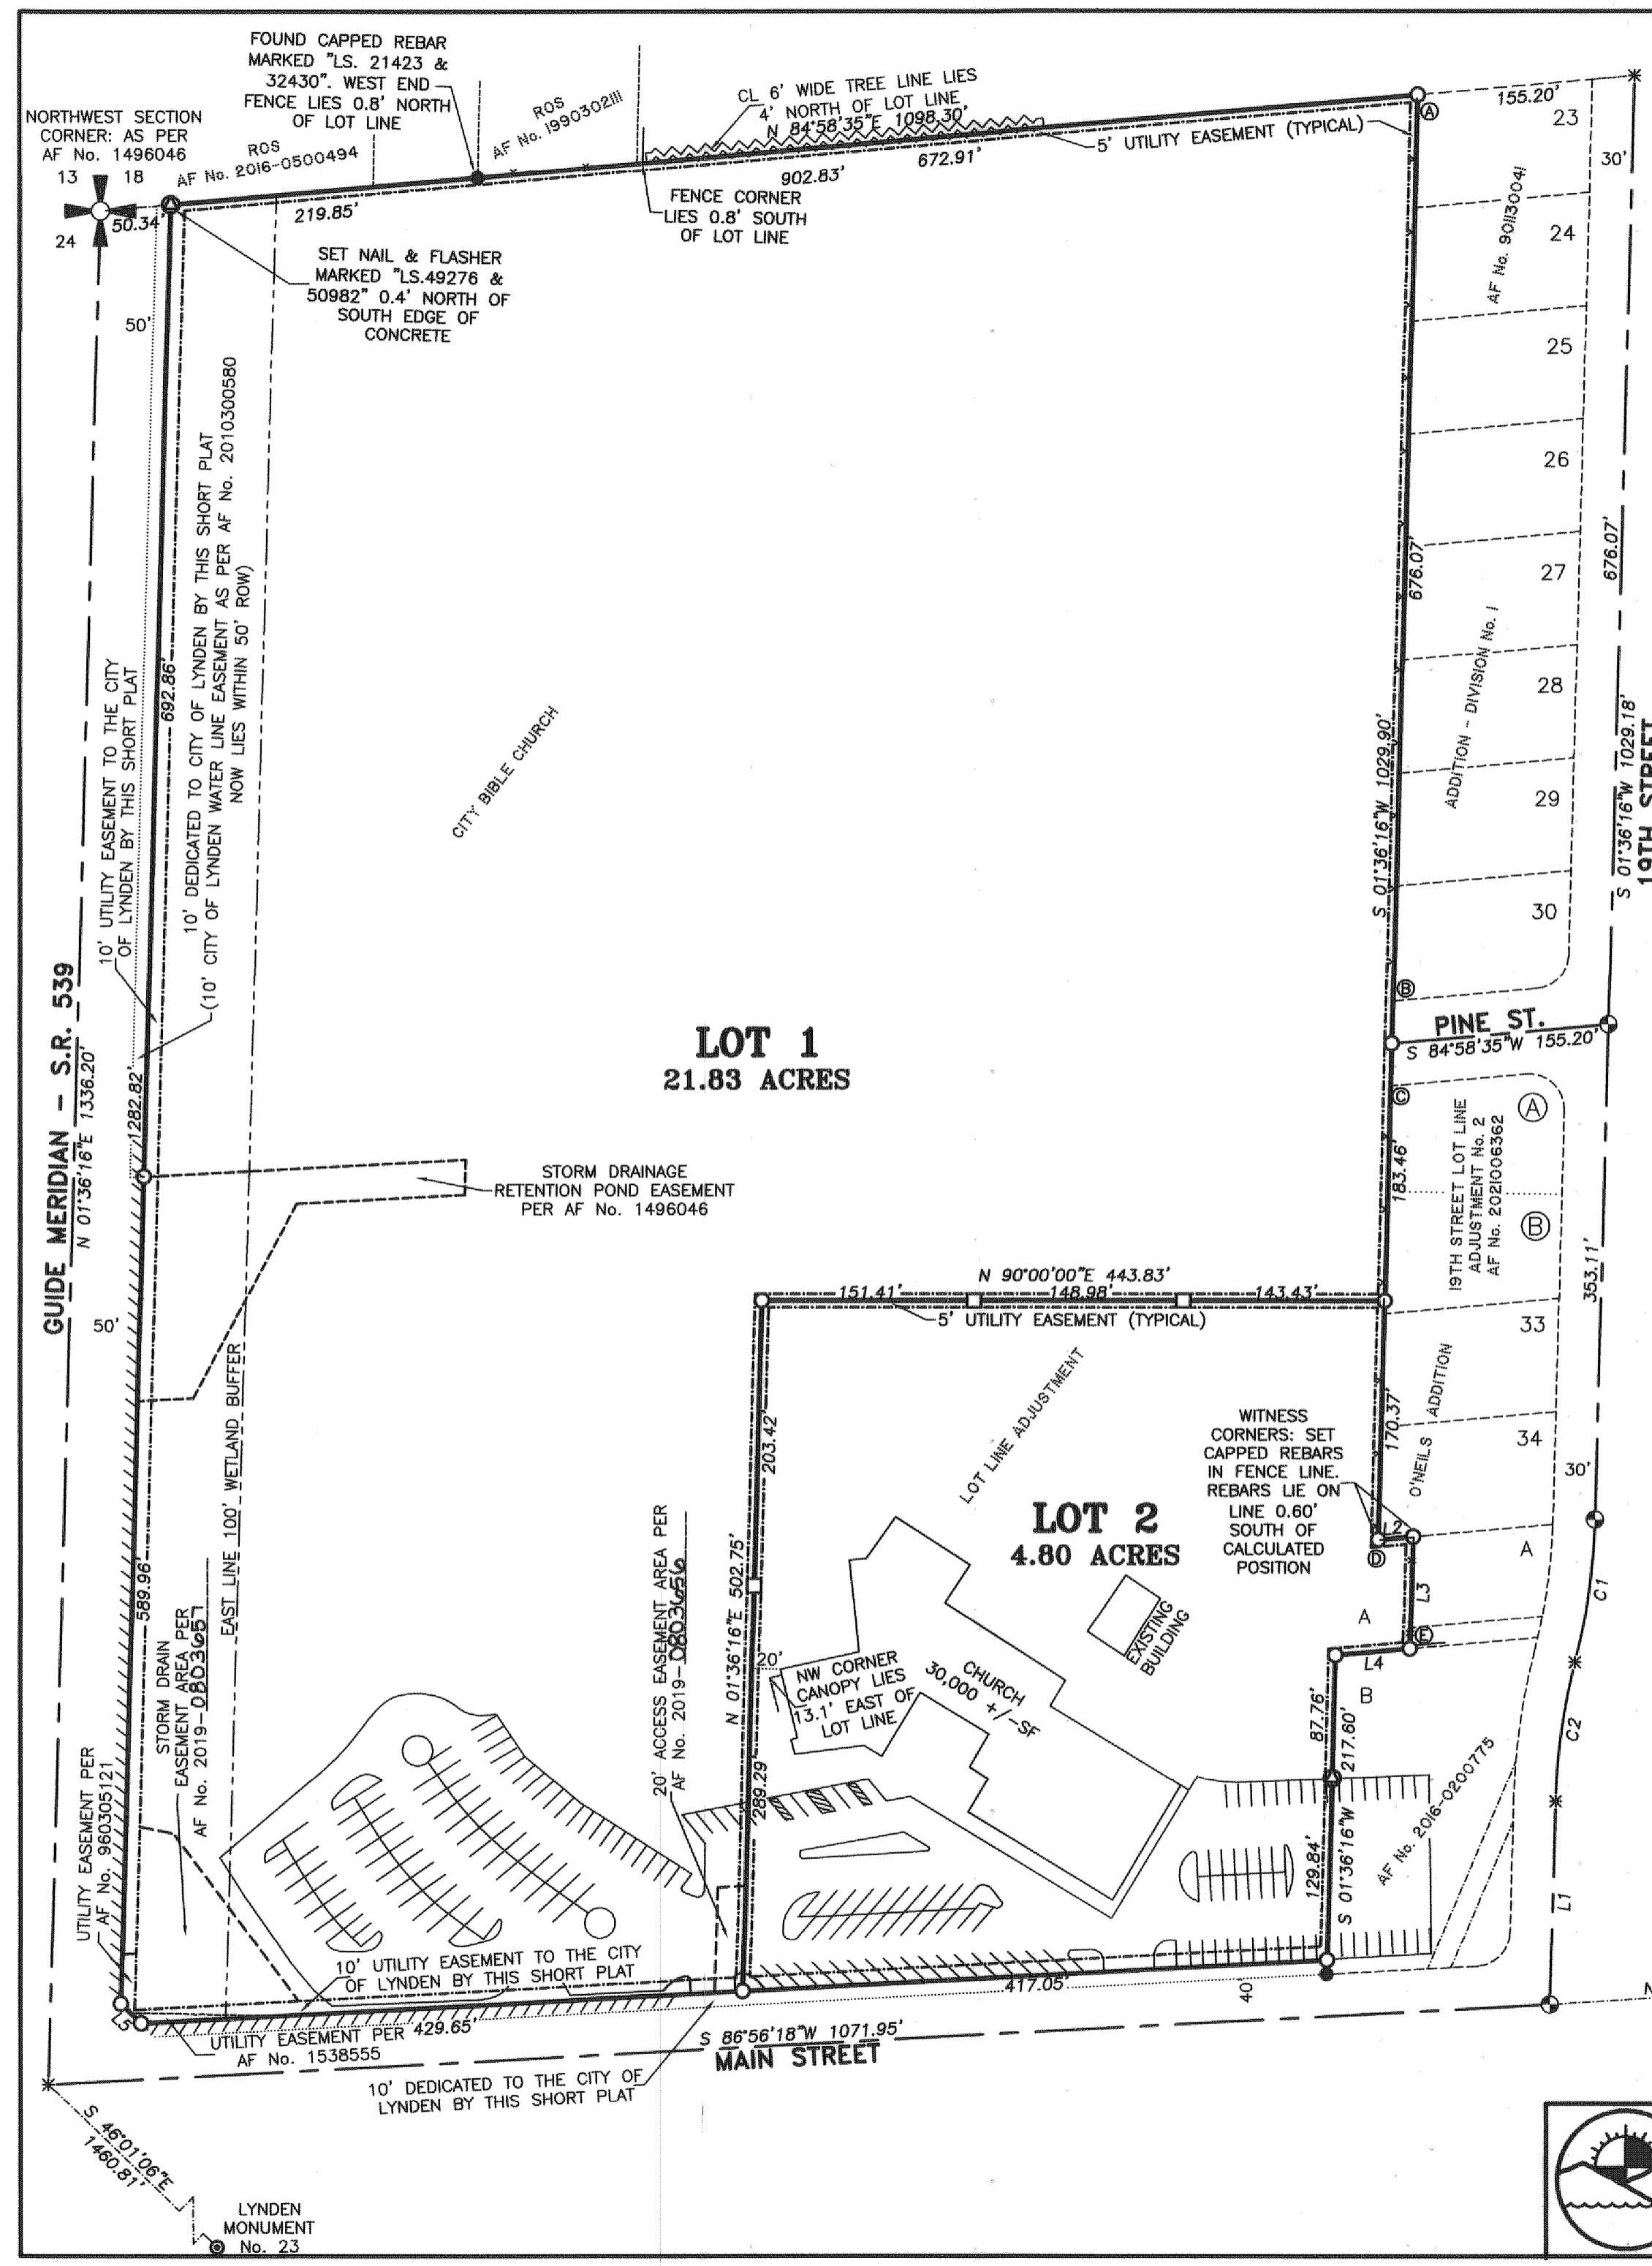 FOUND CAPPED REBAR
MARKED "LS. 21423 &
32430". WEST END
FENCE LIES 0.8' NORTH
OF LOT LINE
NORTHWEST SECTION
CORNER: AS PER
AF No. 1496046
13
18
24
ROS
AF No. 2016-0500494
ROS
AF No. 1990302111
CL 6' WIDE TREE LINE LIES
4' NORTH OF LOT LINE
N 84°58'35"E 1098.30'
5' UTILITY EASEMENT (TYPICAL)
672.91'
902.83'
219.85'
50.34'
FENCE CORNER
LIES 0.8' SOUTH
OF LOT LINE
SET NAIL & FLASHER
MARKED "LS.49276 &
50982" 0.4' NORTH OF
SOUTH EDGE OF
CONCRETE
A
155.20'
23
30'
24
25
26
27
28
29
30
AF No. 901130041
ADDITION - DIVISION No. 1
676.07'
676.07'
S 01°36'16"W 1029.90'
S 01°36'16"W 1029.18'
19TH STREET
50'
10' UTILITY EASEMENT TO THE CITY
OF LYNDEN BY THIS SHORT PLAT
692.86'
10' DEDICATED TO CITY OF LYNDEN BY THIS SHORT PLAT
(10' CITY OF LYNDEN WATER LINE EASEMENT AS PER AF No. 2010300580
NOW LIES WITHIN 50' ROW)
CITY BIBLE CHURCH
GUIDE MERIDIAN - S.R. 539
N 01°36'16"E 1336.20'
1282.82'
LOT 1
21.83 ACRES
B
PINE ST.
S 84°58'35"W 155.20'
C
183.46'
19TH STREET LOT LINE
ADJUSTMENT No. 2
AF No. 2021006362
A
B
353.11'
STORM DRAINAGE
RETENTION POND EASEMENT
PER AF No. 1496046
50'
N 90°00'00"E 443.83'
151.41'
148.98'
143.43'
5' UTILITY EASEMENT (TYPICAL)
33
34
O'NEILS ADDITION
170.37'
30'
203.42'
LOT LINE ADJUSTMENT
WITNESS
CORNERS: SET
CAPPED REBARS
IN FENCE LINE.
REBARS LIE ON
LINE 0.60'
SOUTH OF
CALCULATED
POSITION
LOT 2
4.80 ACRES
L2
D
L3
A
A
E
L4
B
C1
C2
L1
EAST LINE 100' WETLAND BUFFER
589.96'
STORM DRAIN
EASEMENT AREA PER
AF No. 2019-0803657
20' ACCESS EASEMENT AREA PER
AF No. 2019-0803656
N 01°36'16"E 502.75'
20'
289.29'
NW CORNER
CANOPY LIES
13.1' EAST OF
LOT LINE
CHURCH
30,000 +/-SF
EXISTING
BUILDING
87.76'
217.60'
129.84'
S 01°36'16"W
AF No. 2016-0200775
UTILITY EASEMENT PER
AF No. 960305121
10' UTILITY EASEMENT TO THE CITY
OF LYNDEN BY THIS SHORT PLAT
417.05'
40
L5
UTILITY EASEMENT PER
AF No. 1538555
429.65'
S 86°56'18"W 1071.95'
MAIN STREET
N
10' DEDICATED TO THE CITY OF
LYNDEN BY THIS SHORT PLAT
S 46°01'06"E
1460.81'
LYNDEN
MONUMENT
No. 23